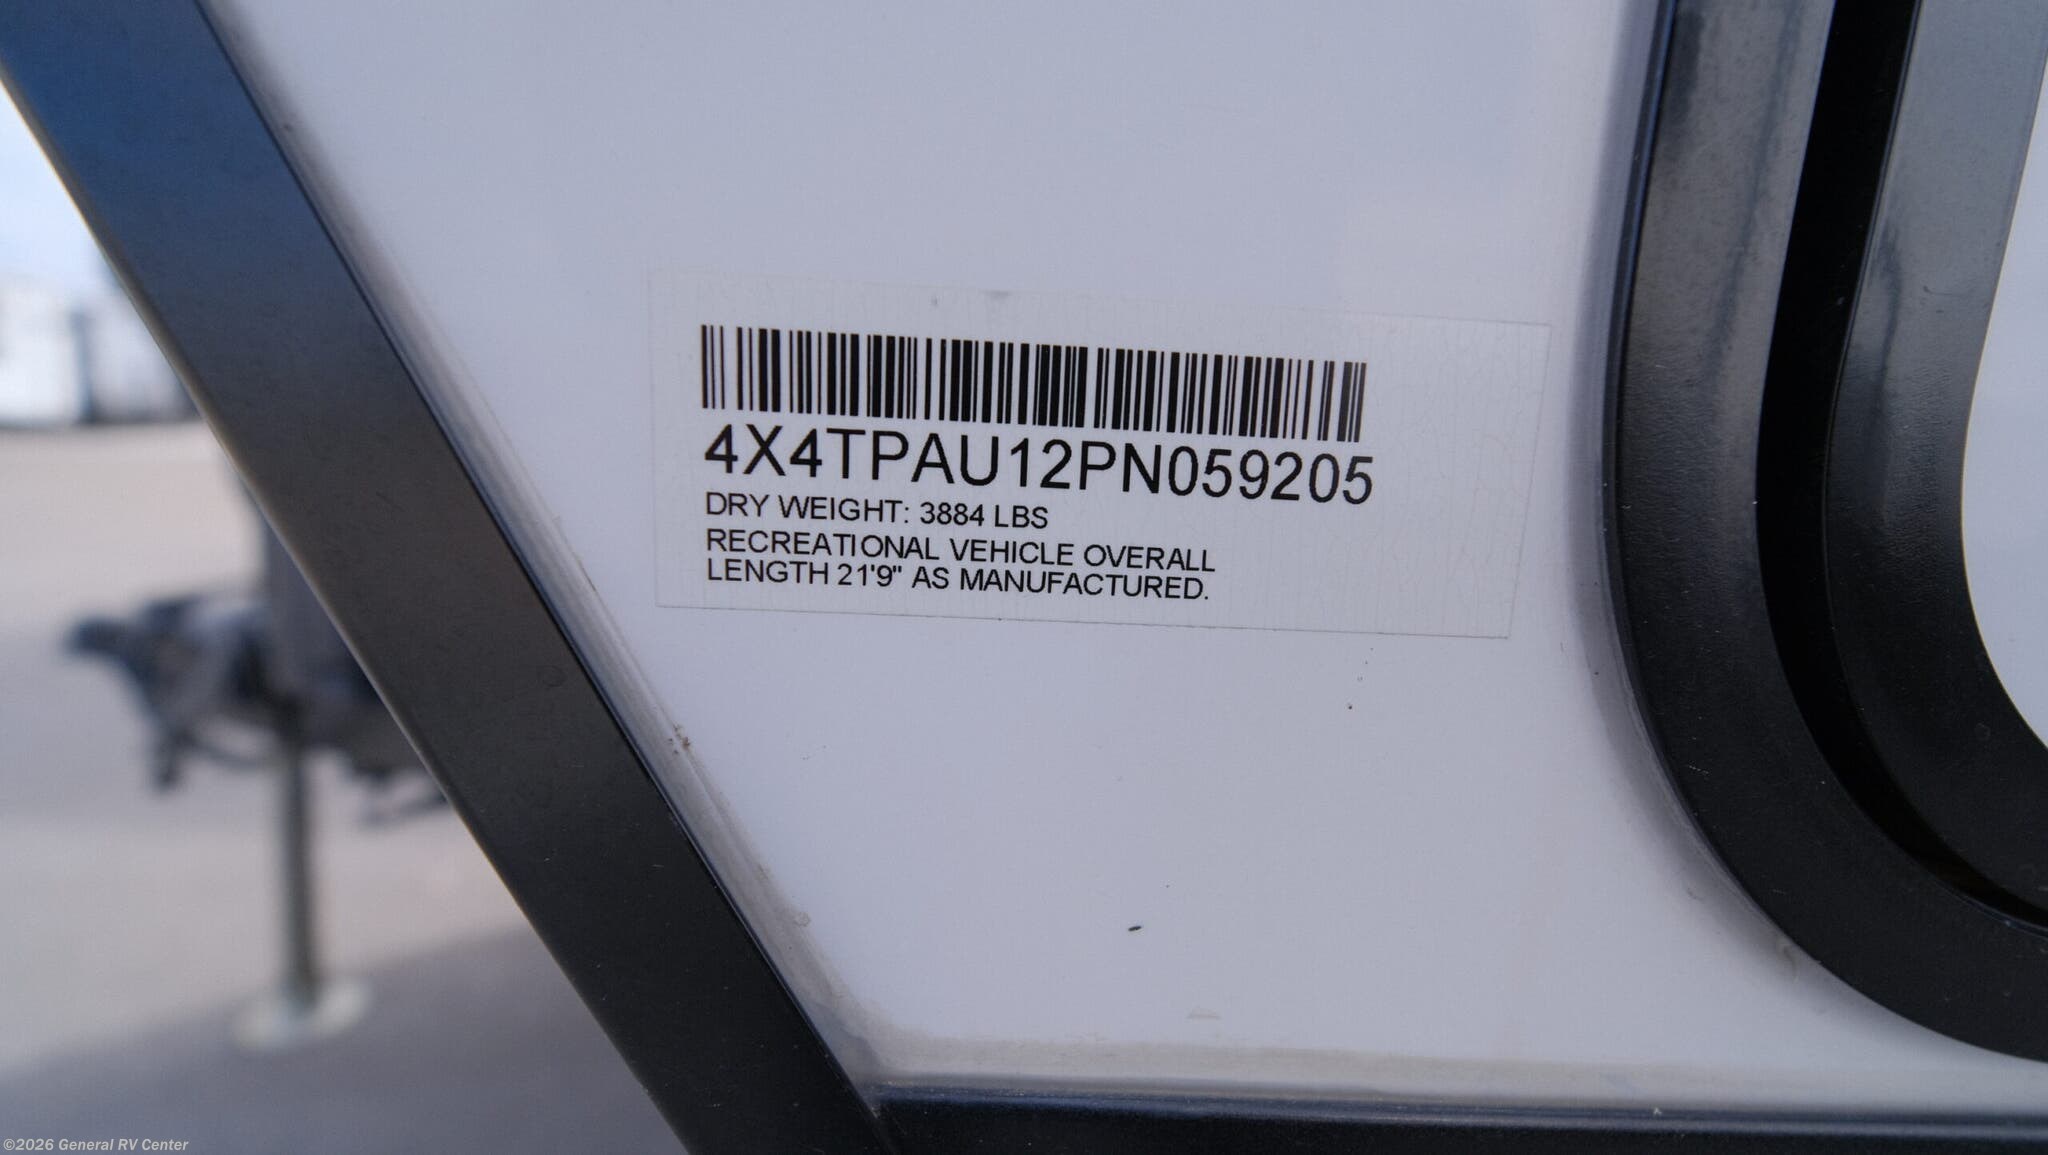 4X4TPAU12PN059205
DRY WEIGHT: 3884 LBS
RECREATIONAL VEHICLE OVERALL
LENGTH 21'9" AS MANUFACTURED.
©2026 General RV Center